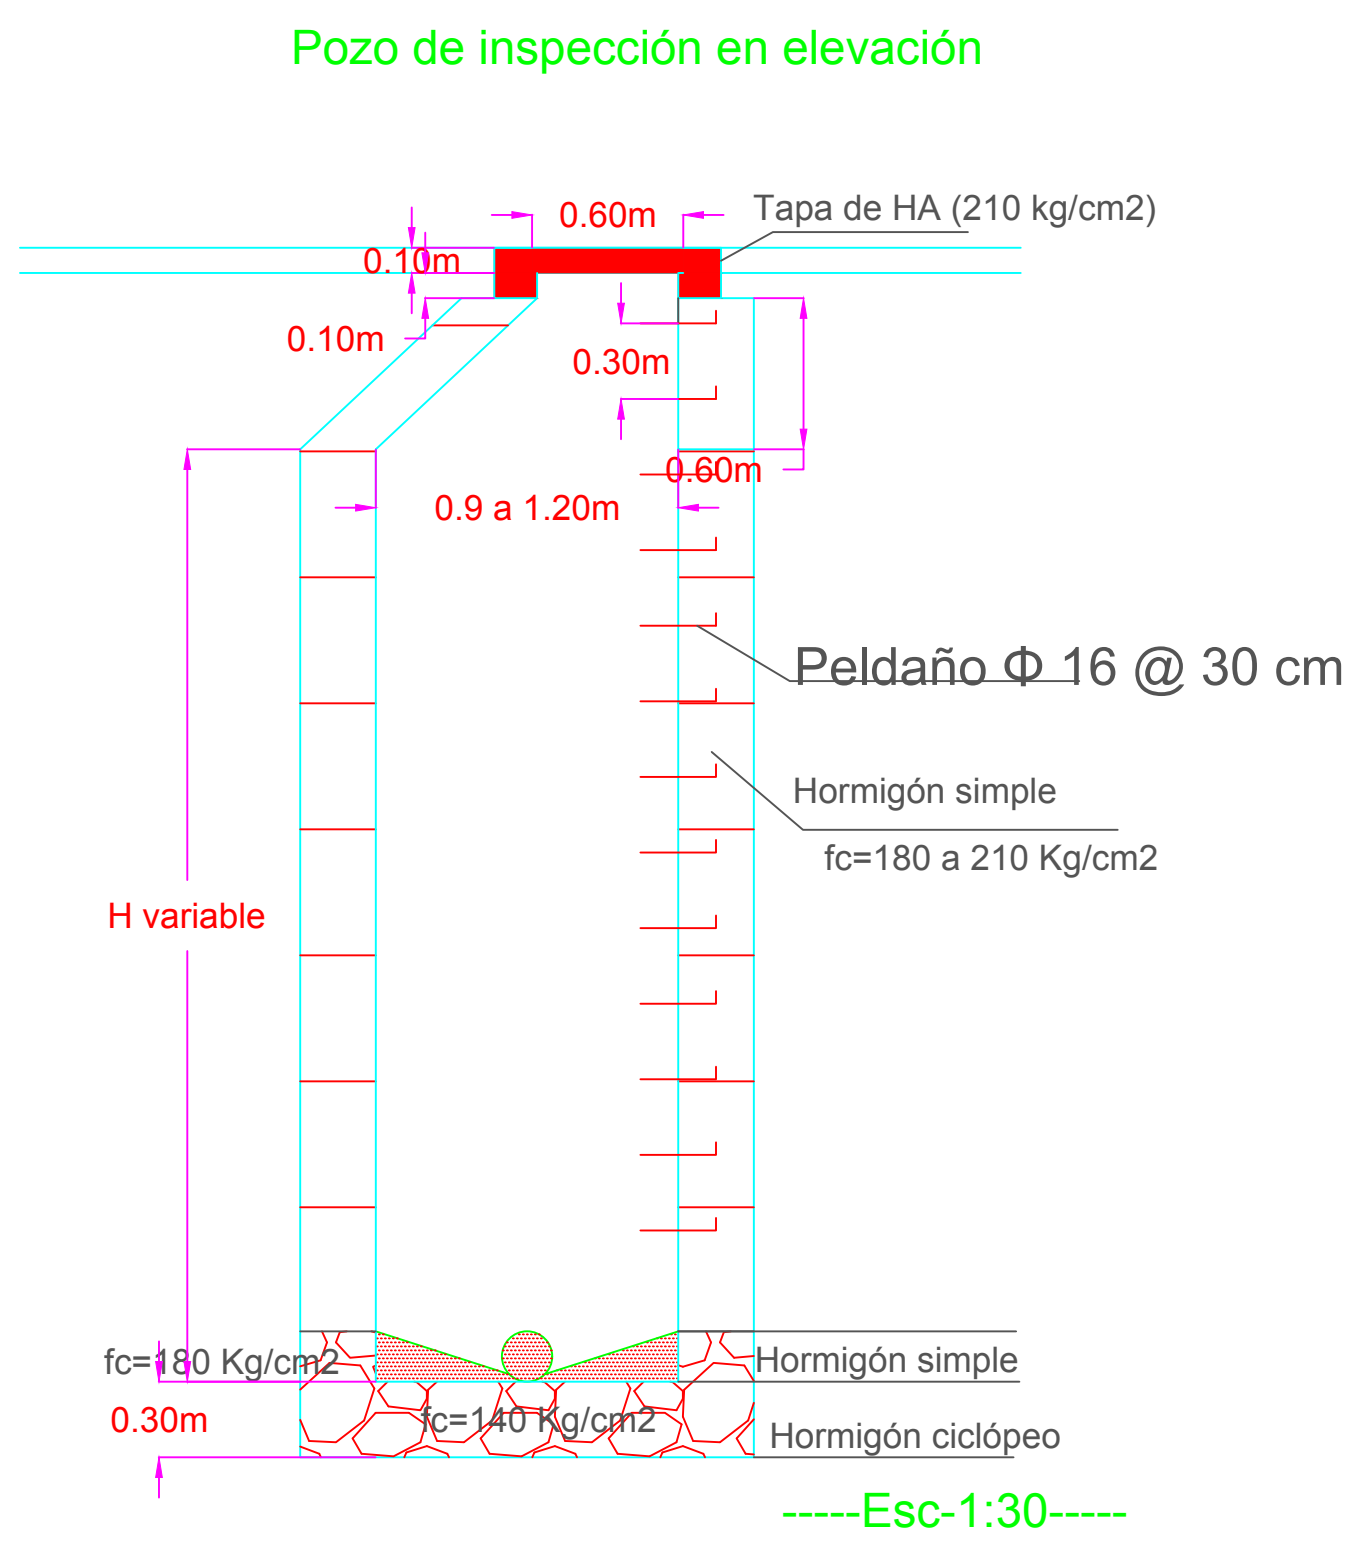 Pozo de inspección en elevación
0.60m
Tapa de HA (210 kg/cm2)
0.10m
0.10m
0.30m
0.60m
0.9 a 1.20m
Peldaño Φ 16 @ 30 cm
Hormigón simple
fc=180 a 210 Kg/cm2
H variable
fc=180 Kg/cm2
Hormigón simple
0.30m
fc=140 Kg/cm2
Hormigón ciclópeo
-----Esc-1:30-----